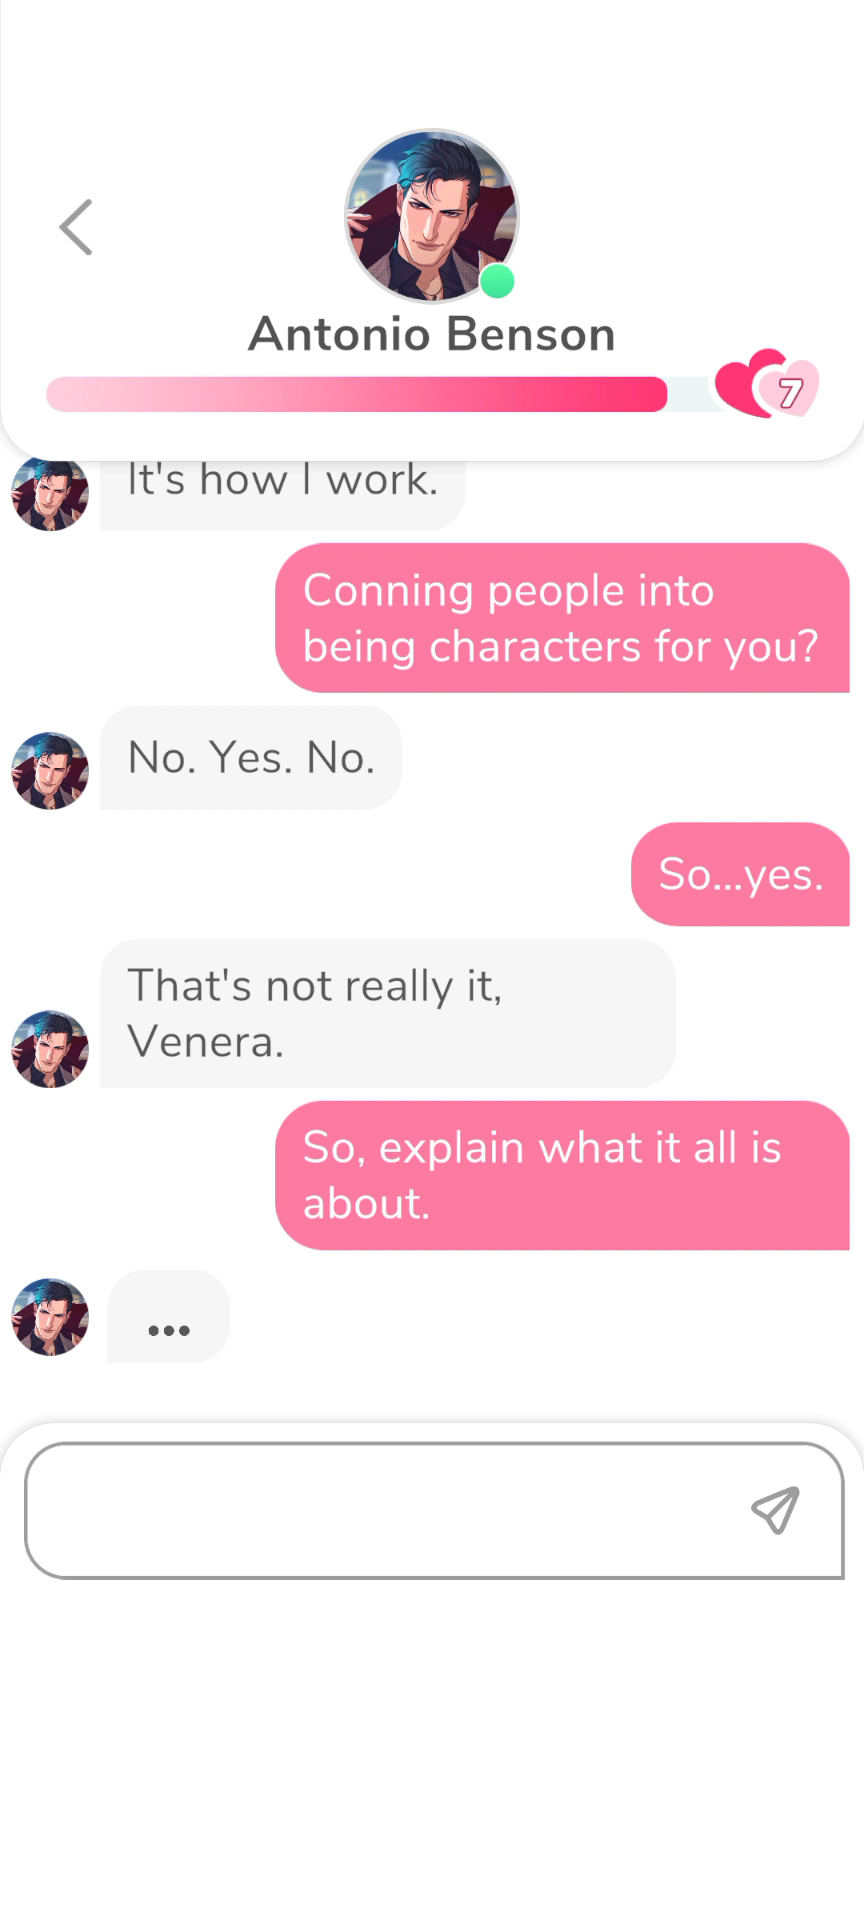 Antonio Benson
7
It's how I work.
Conning people into
being characters for you?
No. Yes. No.
So...yes.
That's not really it,
Venera.
So, explain what it all is
about.
...